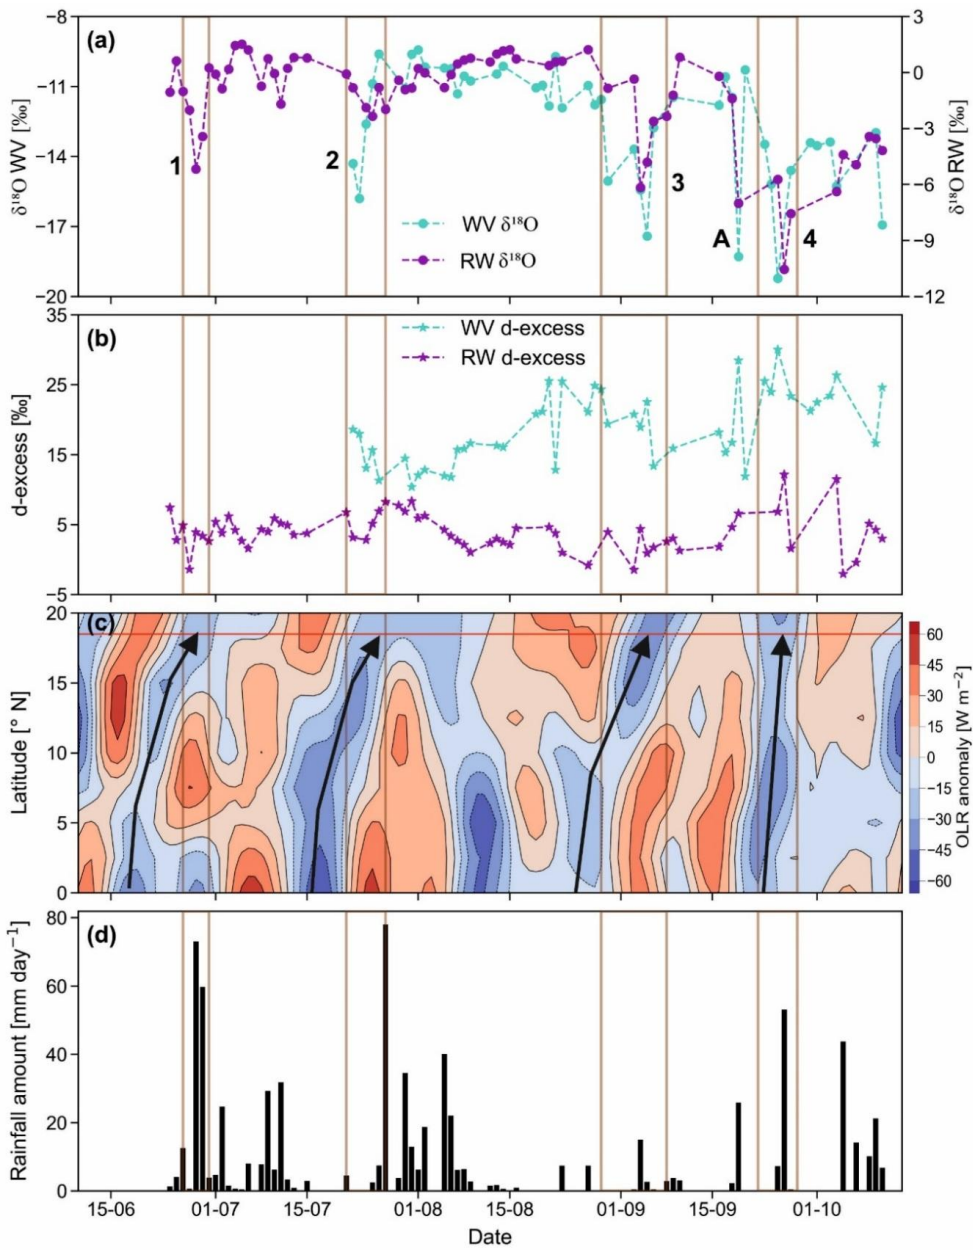 (a)
−8
−11
−14
−17
−20
δ¹⁸O WV [‰]
3
0
−3
−6
−9
−12
δ¹⁸O RW [‰]
1
2
3
A
4
WV δ¹⁸O
RW δ¹⁸O
(b)
35
25
15
5
−5
d-excess [‰]
WV d-excess
RW d-excess
(c)
20
15
10
5
0
Latitude [° N]
60
45
30
15
0
−15
−30
−45
−60
OLR anomaly [W m⁻²]
(d)
80
60
40
20
0
Rainfall amount [mm day⁻¹]
15-06 01-07 15-07 01-08 15-08 01-09 15-09 01-10
Date